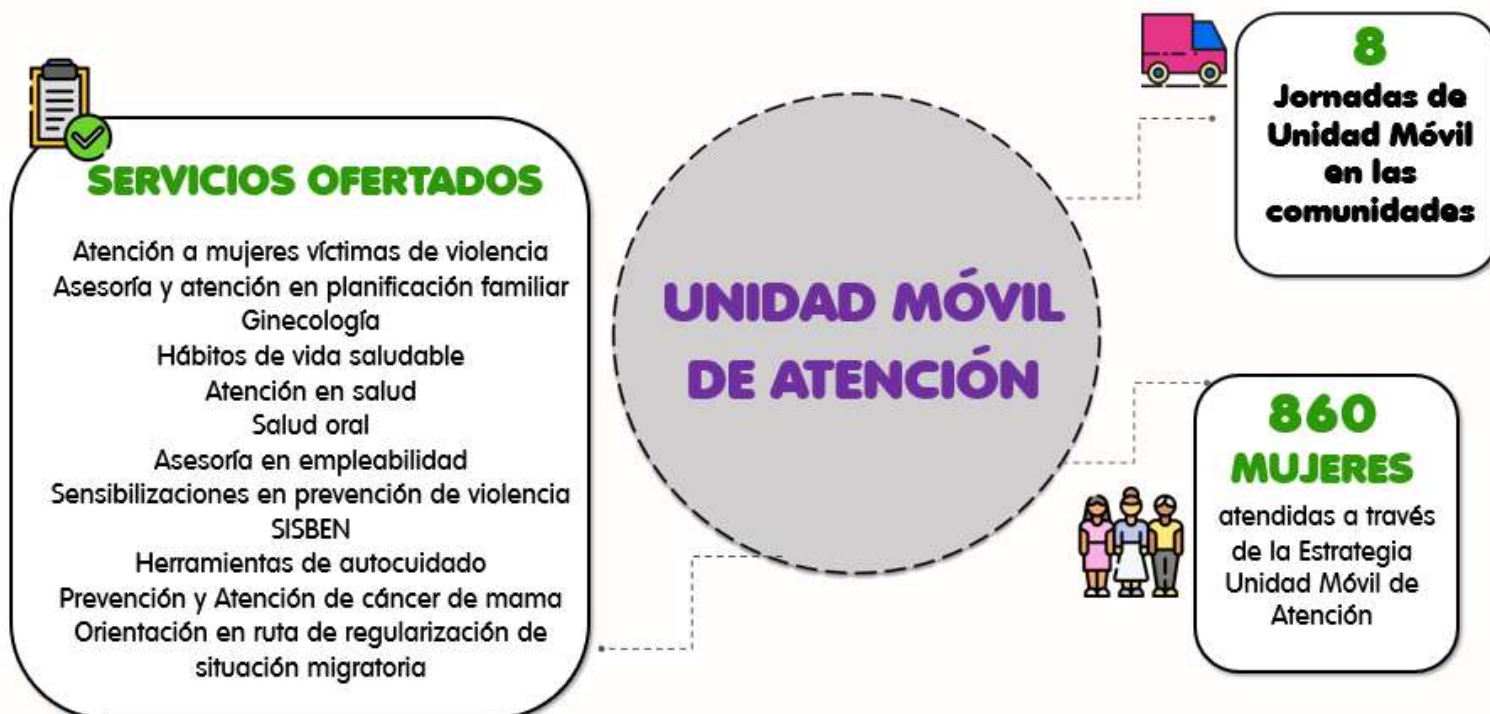 SERVICIOS OFERTADOS
Atención a mujeres víctimas de violencia
Asesoría y atención en planificación familiar
Ginecología
Hábitos de vida saludable
Atención en salud
Salud oral
Asesoría en empleabilidad
Sensibilizaciones en prevención de violencia
SISBEN
Herramientas de autocuidado
Prevención y Atención de cáncer de mama
Orientación en ruta de regularización de
situación migratoria
UNIDAD MÓVIL
DE ATENCIÓN
8
Jornadas de
Unidad Móvil
en las
comunidades
860
MUJERES
atendidas a través
de la Estrategia
Unidad Móvil de
Atención